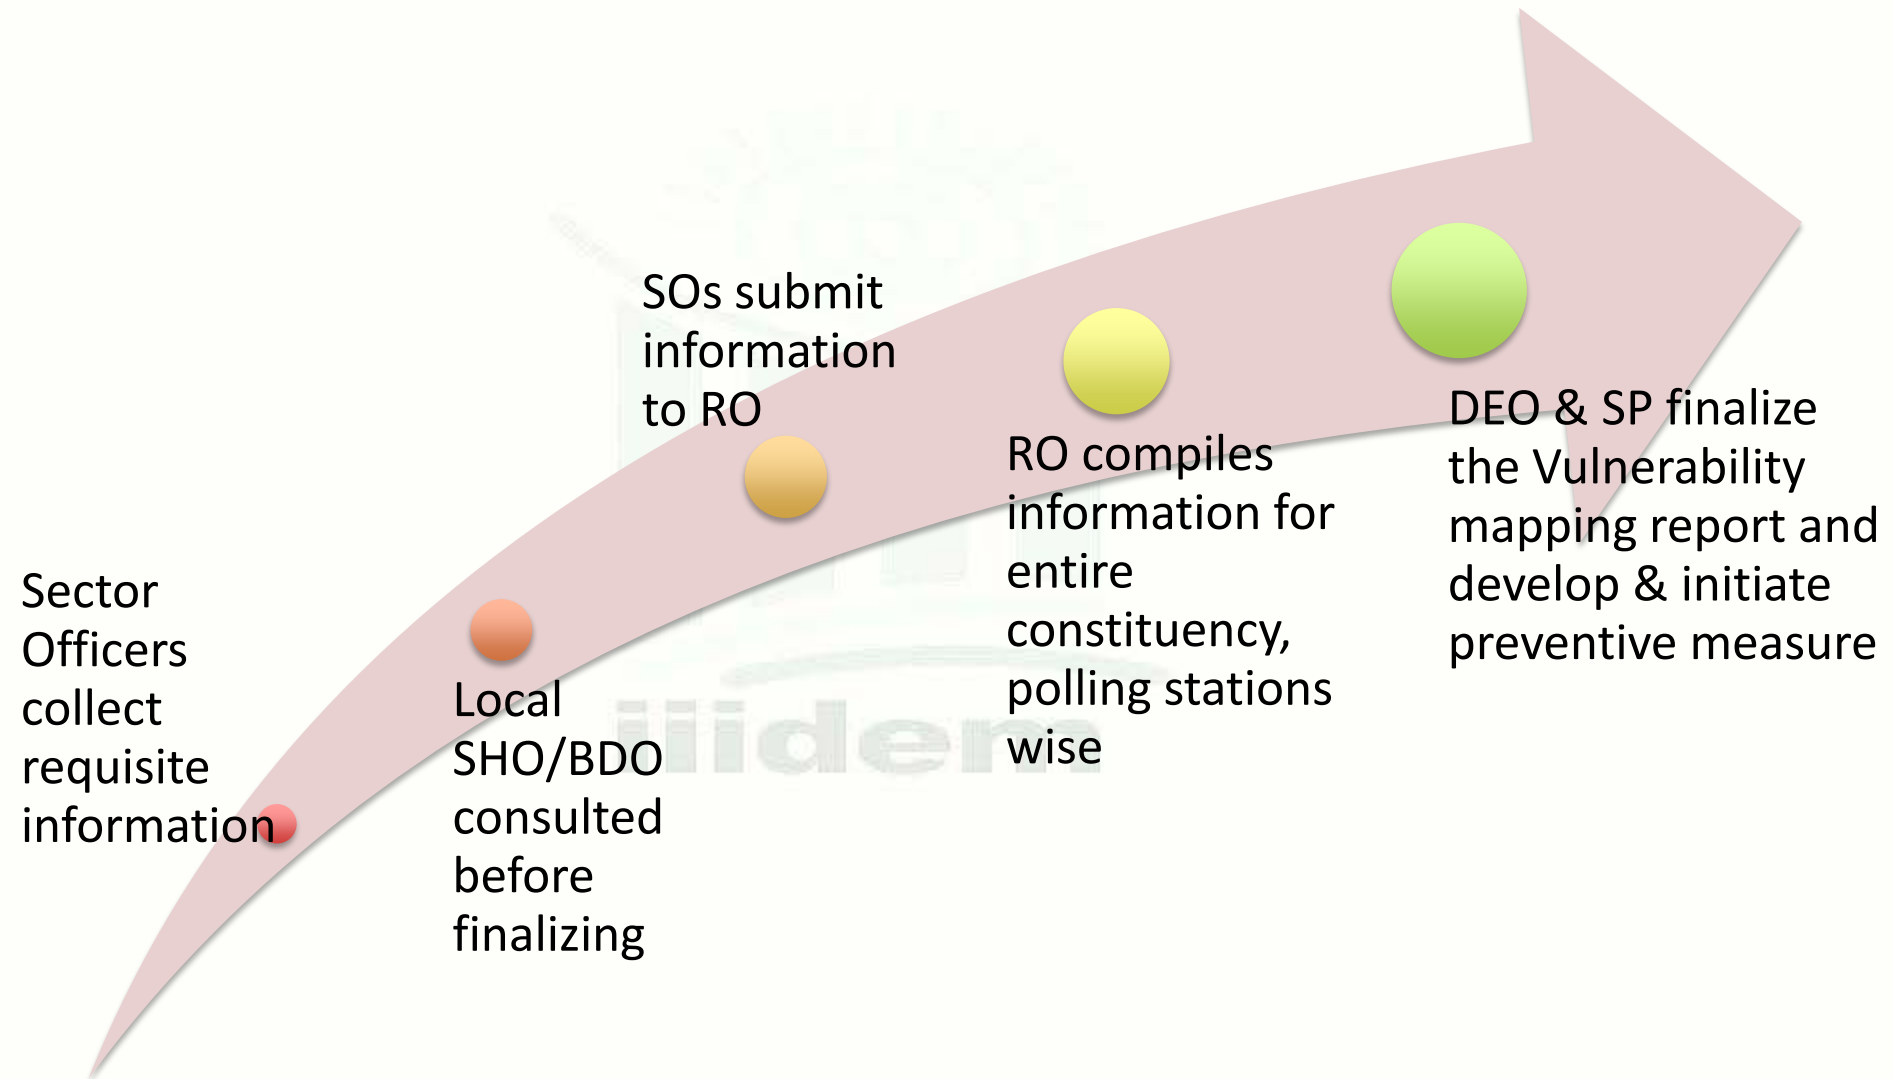 Sector
Officers
collect
requisite
information
Local
SHO/BDO
consulted
before
finalizing
SOs submit
information
to RO
RO compiles
information for
entire
constituency,
polling stations
wise
DEO & SP finalize
the Vulnerability
mapping report and
develop & initiate
preventive measure
iiidem